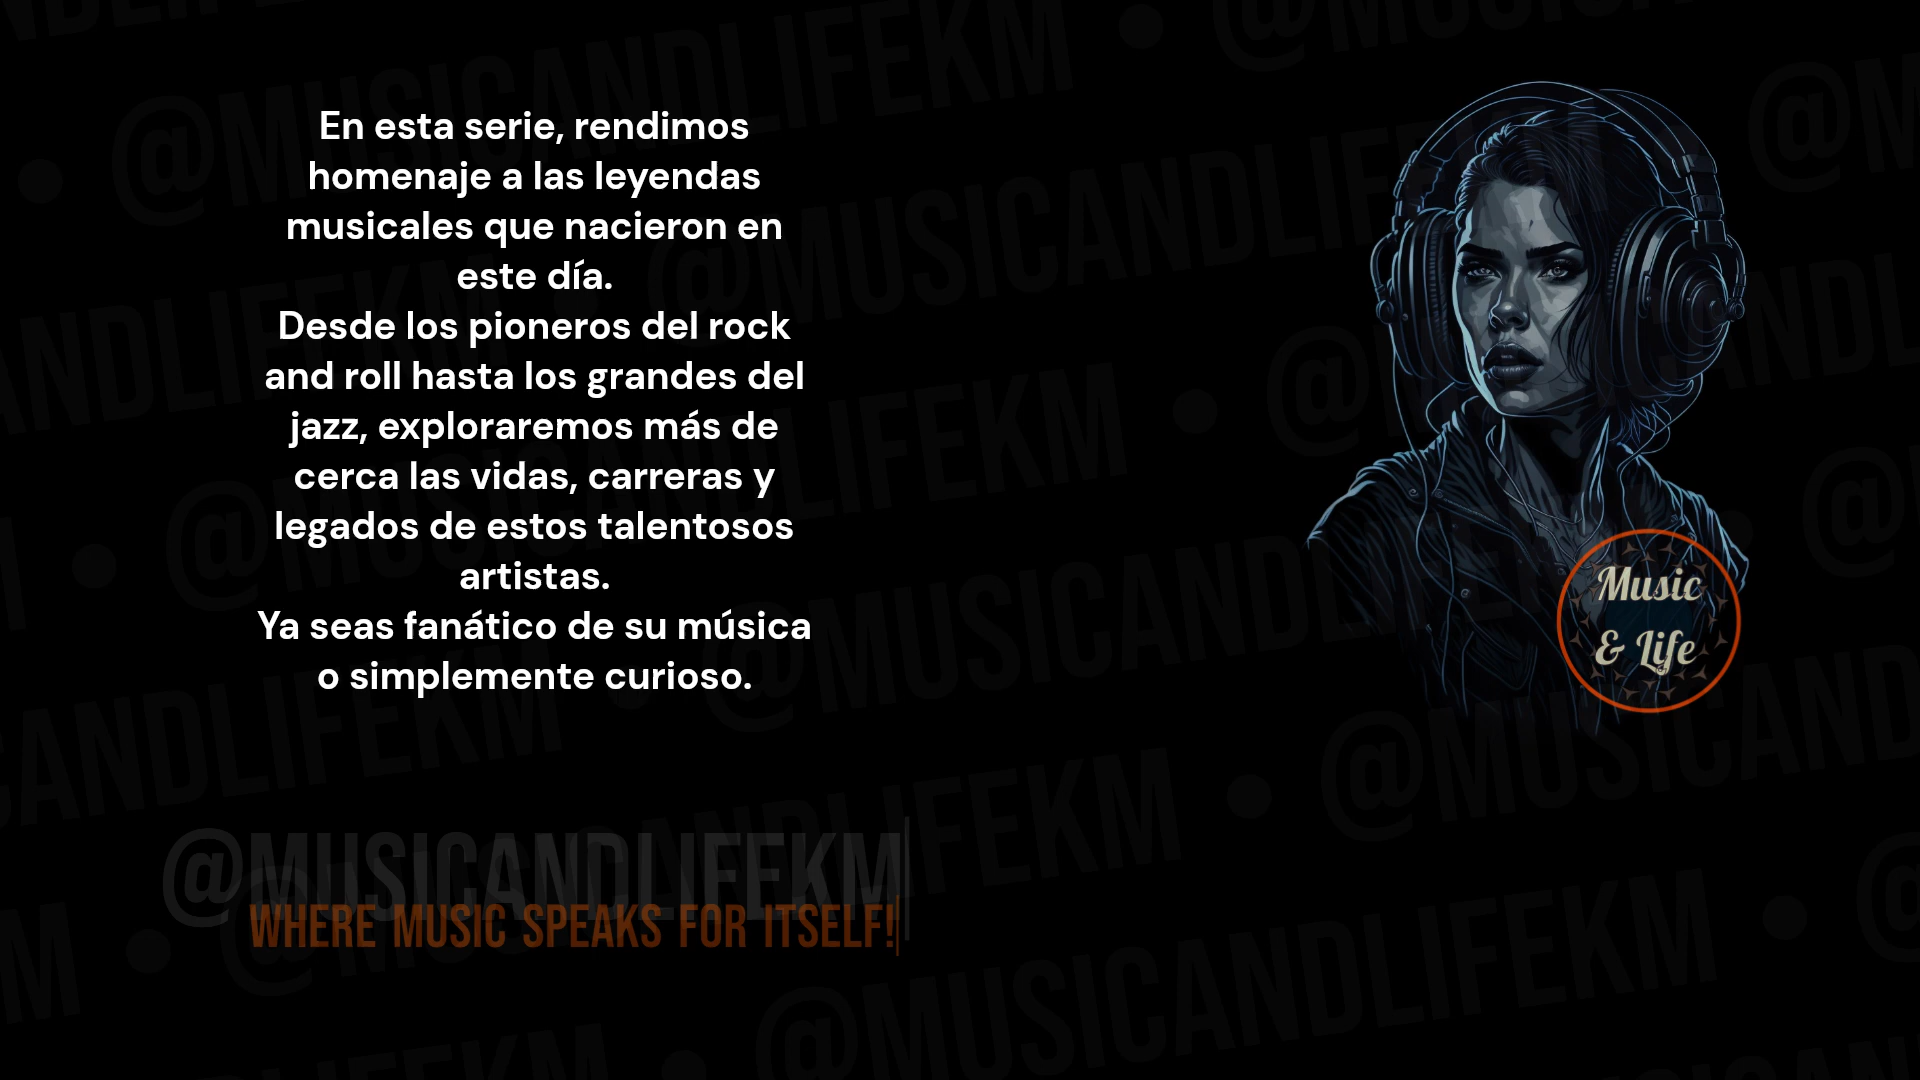 En esta serie, rendimos
homenaje a las leyendas
musicales que nacieron en
este día.
Desde los pioneros del rock
and roll hasta los grandes del
jazz, exploraremos más de
cerca las vidas, carreras y
legados de estos talentosos
artistas.
Ya seas fanático de su música
o simplemente curioso.
Music
& Life
@MUSICANDLIFEKM
WHERE MUSIC SPEAKS FOR ITSELF!